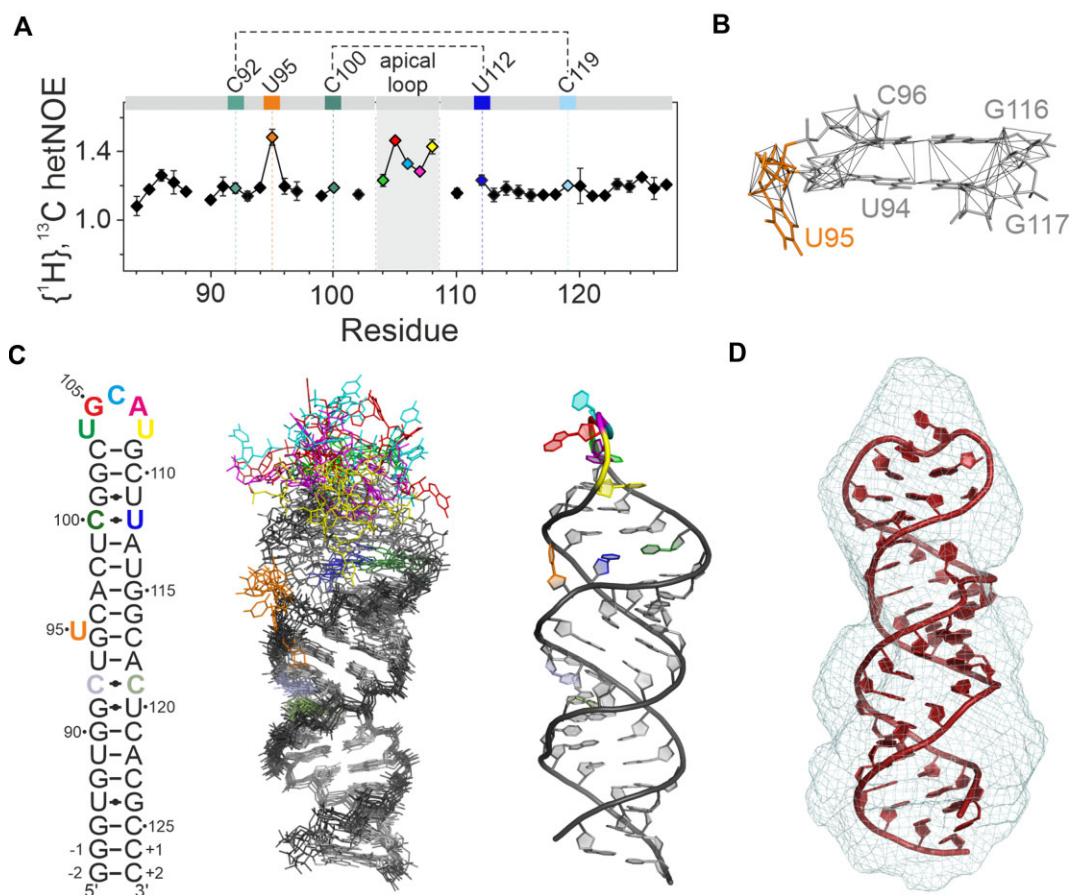 A
C92
U95
C100
apical
loop
U112
C119
{¹H}, ¹³C hetNOE
1.4
1.0
90
100
110
120
Residue
B
C96
G116
U94
G117
U95
C
105
G C A
U U
C G
G C 110
G U
100 C U
U A
C U
A G 115
C G
95 U
G C
U A
C C
G U 120
90 G C
U A
G C
U G
G C 125
-1 G C +1
-2 G C +2
5' 3'
D